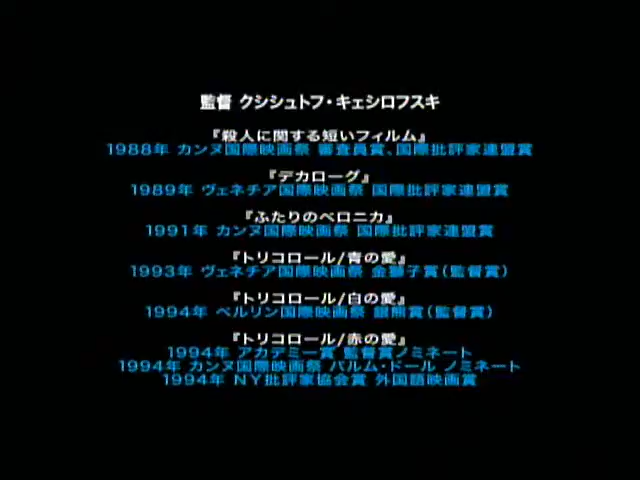 監督 クシシュトフ・キェシロフスキ
『殺人に関する短いフィルム』
1988年 カンヌ国際映画祭 審査員賞、国際批評家連盟賞
『デカローグ』
1989年 ヴェネチア国際映画祭 国際批評家連盟賞
『ふたりのベロニカ』
1991年 カンヌ国際映画祭 国際批評家連盟賞
『トリコロール/青の愛』
1993年 ヴェネチア国際映画祭 金獅子賞(監督賞)
『トリコロール/白の愛』
1994年 ベルリン国際映画祭 銀熊賞(監督賞)
『トリコロール/赤の愛』
1994年 アカデミー賞 監督賞ノミネート
1994年 カンヌ国際映画祭 パルム・ドール ノミネート
1994年 NY批評家協会賞 外国語映画賞